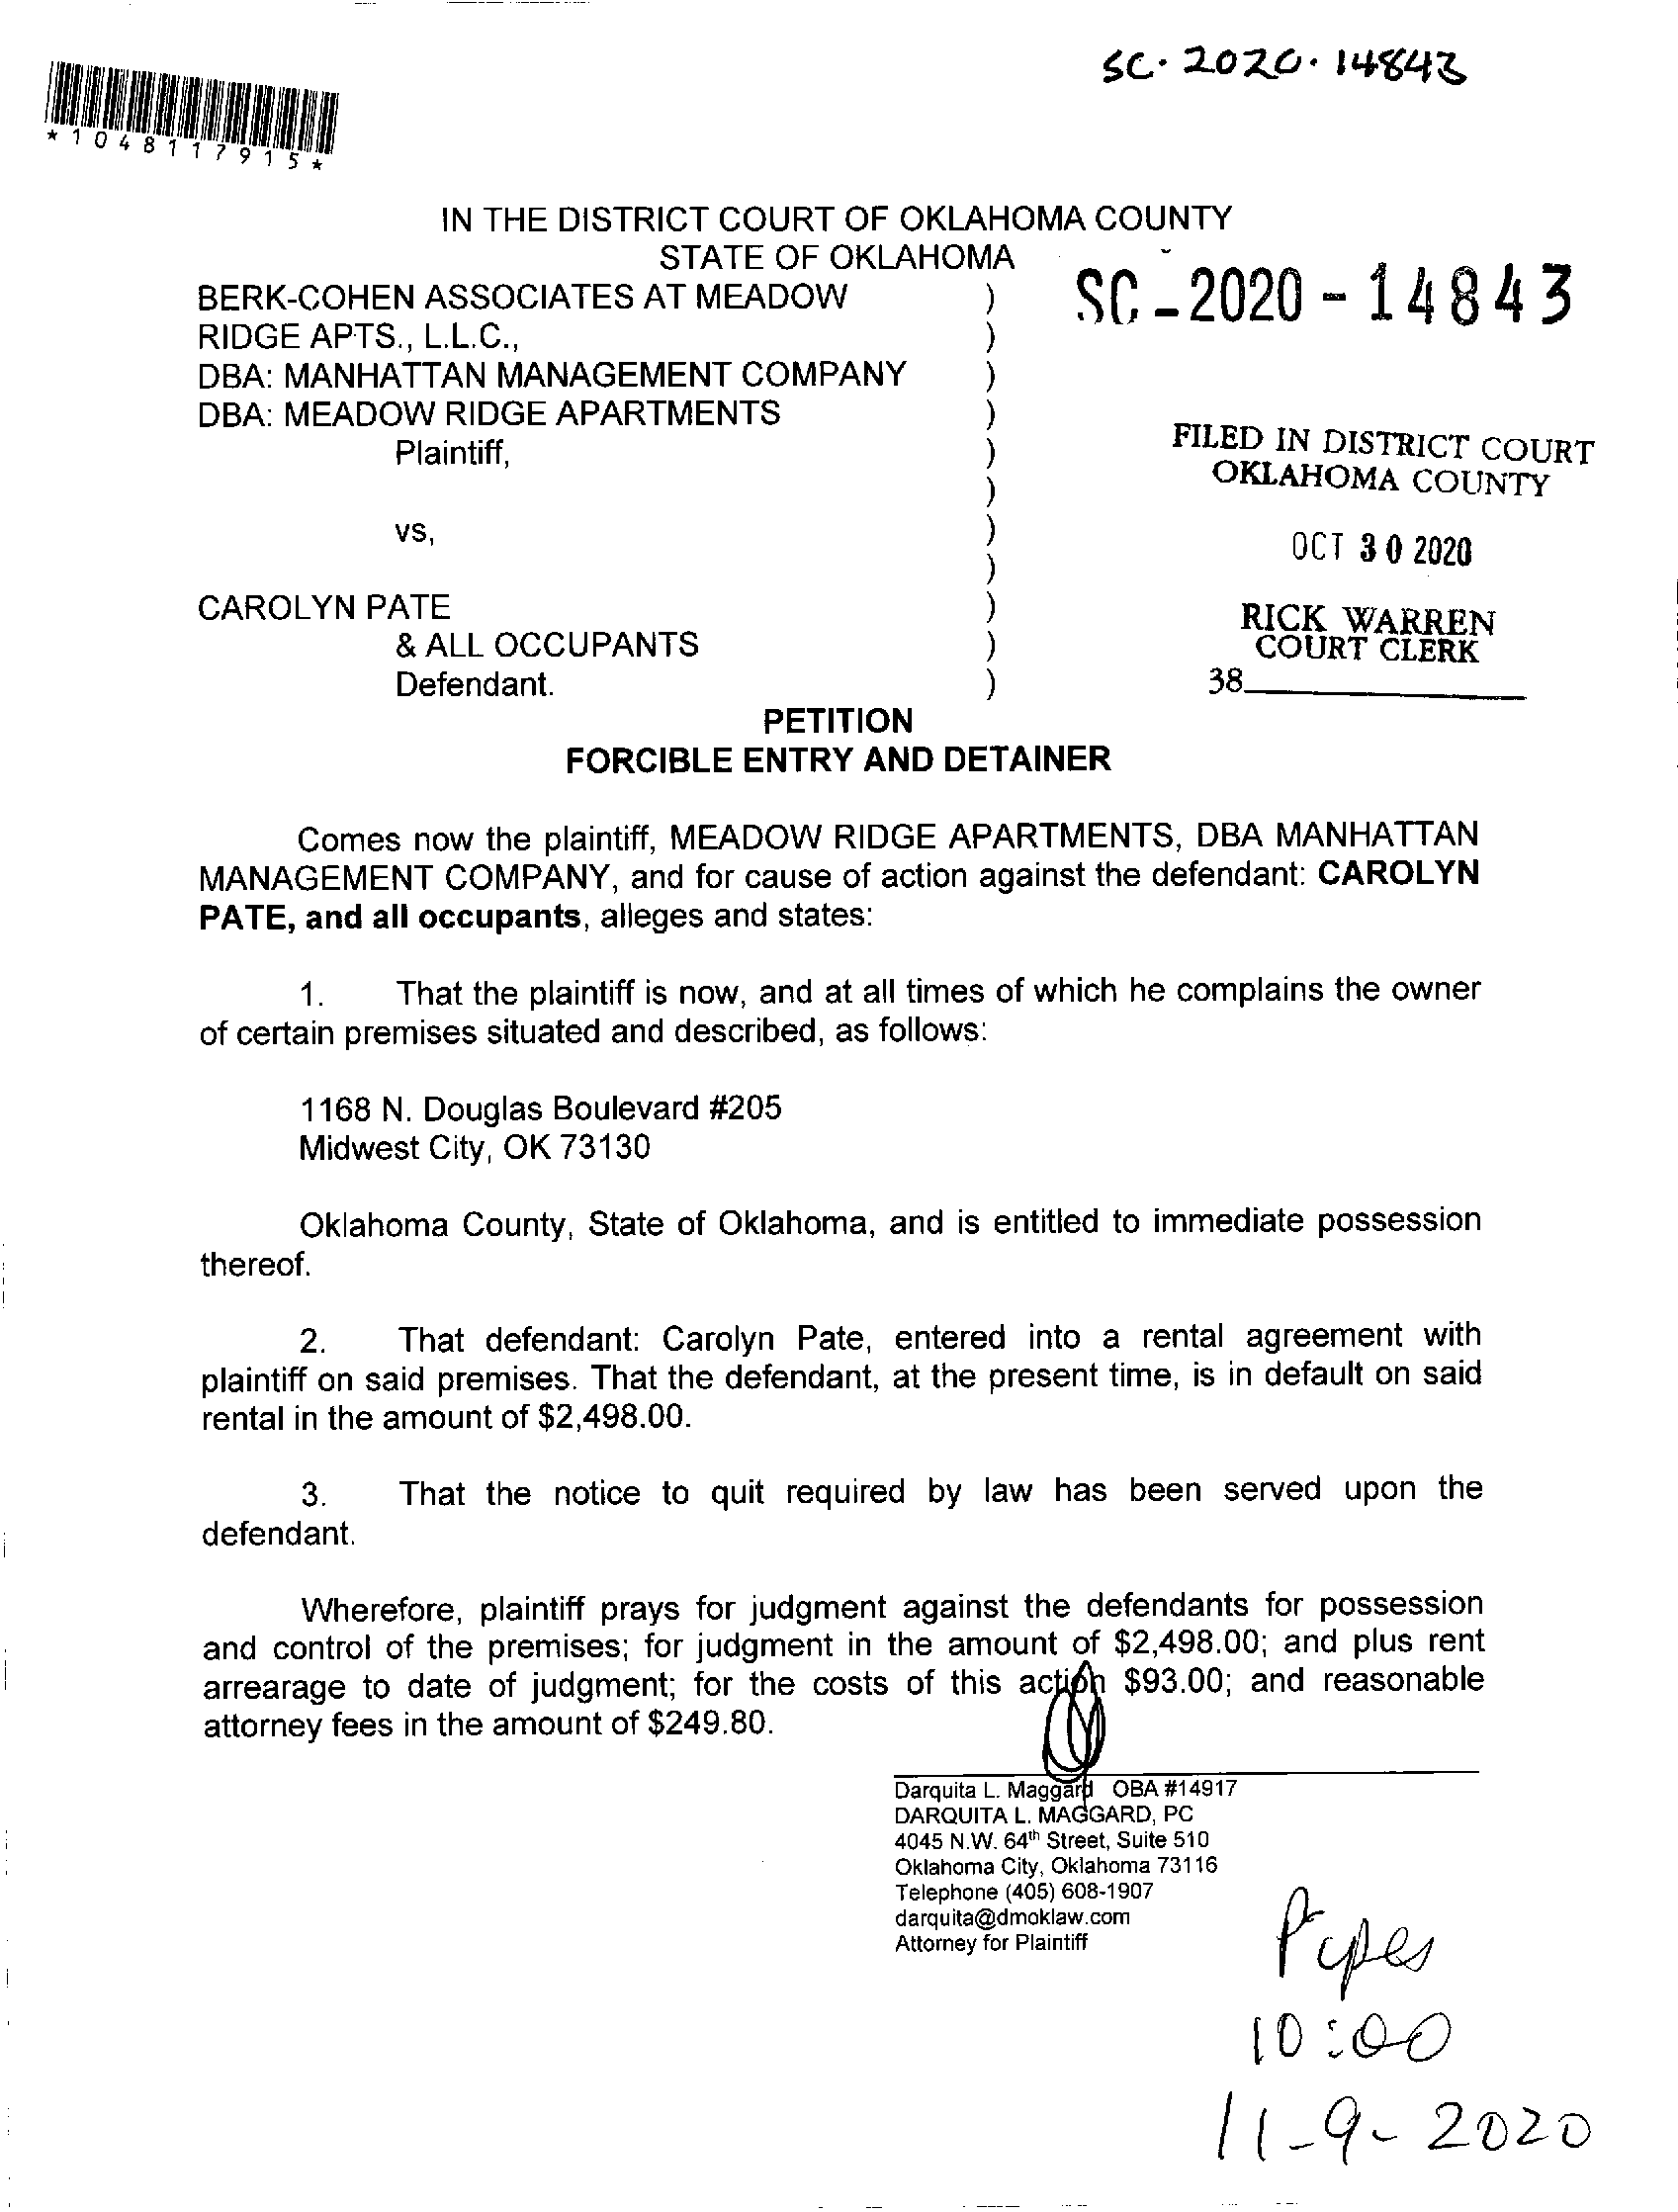 SC. 2020. 14843
* 1 0 4 8 1 1 7 9 1 5 *
IN THE DISTRICT COURT OF OKLAHOMA COUNTY
STATE OF OKLAHOMA
SC - 2020 - 14843
BERK-COHEN ASSOCIATES AT MEADOW )
RIDGE APTS., L.L.C., )
DBA: MANHATTAN MANAGEMENT COMPANY )
DBA: MEADOW RIDGE APARTMENTS )
Plaintiff, )
)
vs, )
)
CAROLYN PATE )
& ALL OCCUPANTS )
Defendant. )
FILED IN DISTRICT COURT
OKLAHOMA COUNTY
OCT 30 2020
RICK WARREN
COURT CLERK
38
PETITION
FORCIBLE ENTRY AND DETAINER
Comes now the plaintiff, MEADOW RIDGE APARTMENTS, DBA MANHATTAN
MANAGEMENT COMPANY, and for cause of action against the defendant: CAROLYN
PATE, and all occupants, alleges and states:
1. That the plaintiff is now, and at all times of which he complains the owner
of certain premises situated and described, as follows:
1168 N. Douglas Boulevard #205
Midwest City, OK 73130
Oklahoma County, State of Oklahoma, and is entitled to immediate possession
thereof.
2. That defendant: Carolyn Pate, entered into a rental agreement with
plaintiff on said premises. That the defendant, at the present time, is in default on said
rental in the amount of $2,498.00.
3. That the notice to quit required by law has been served upon the
defendant.
Wherefore, plaintiff prays for judgment against the defendants for possession
and control of the premises; for judgment in the amount of $2,498.00; and plus rent
arrearage to date of judgment; for the costs of this action $93.00; and reasonable
attorney fees in the amount of $249.80.
Darquita L. Maggard OBA #14917
DARQUITA L. MAGGARD, PC
4045 N.W. 64th Street, Suite 510
Oklahoma City, Oklahoma 73116
Telephone (405) 608-1907
darquita@dmoklaw.com
Attorney for Plaintiff
10:00
11-9-2020